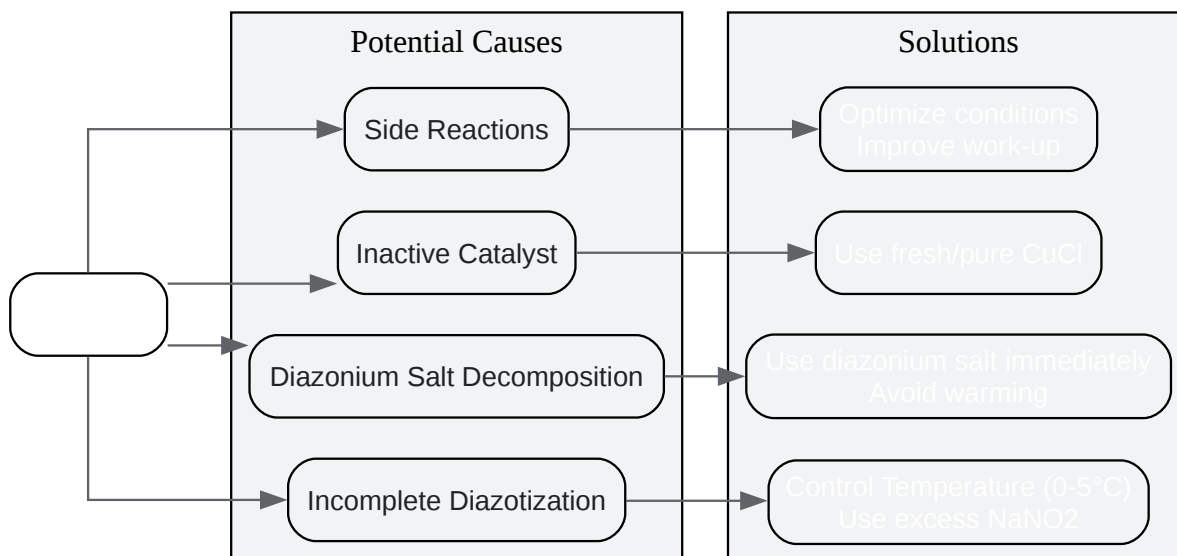 Potential Causes
Solutions
Side Reactions
Optimize conditions
Improve work-up
Inactive Catalyst
Use fresh/pure CuCl
Diazonium Salt Decomposition
Use diazonium salt immediately
Avoid warming
Incomplete Diazotization
Control Temperature (0-5°C)
Use excess NaNO2